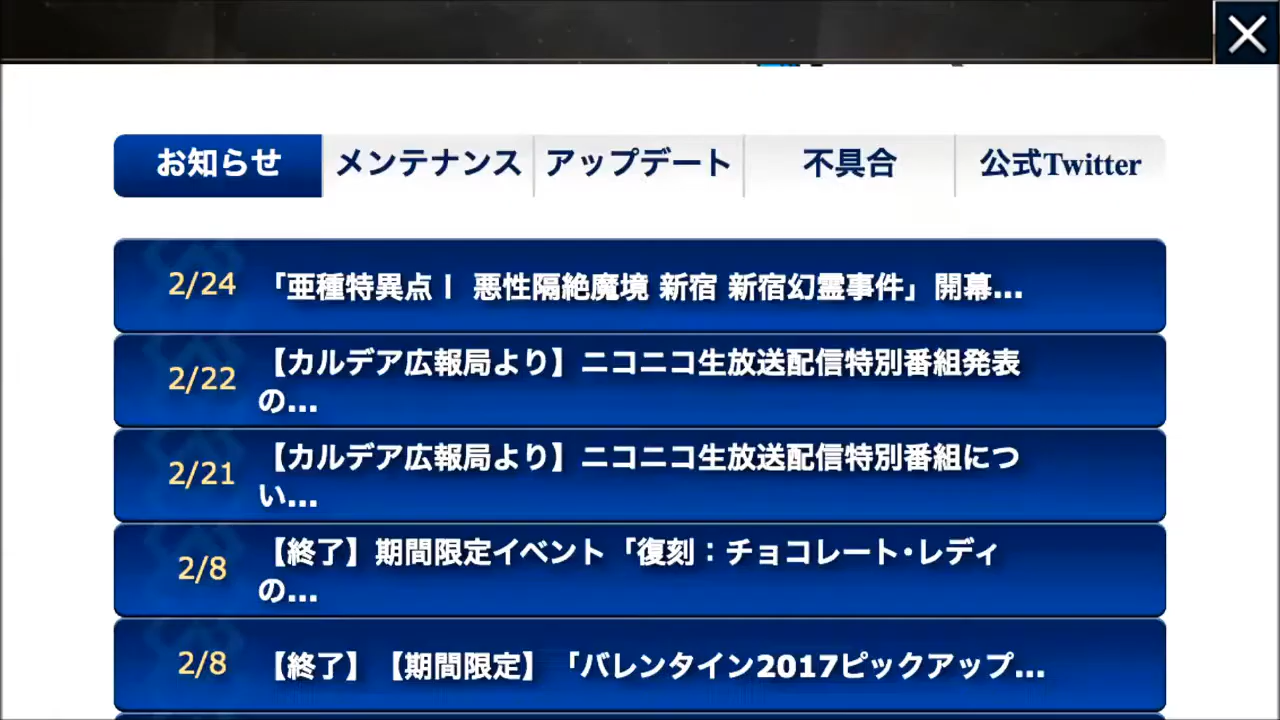 お知らせ メンテナンス アップデート 不具合 公式Twitter
2/24 「亜種特異点Ⅰ 悪性隔絶魔境 新宿 新宿幻霊事件」開幕...
2/22 【カルデア広報局より】ニコニコ生放送配信特別番組発表
の...
2/21 【カルデア広報局より】ニコニコ生放送配信特別番組につ
い...
2/8 【終了】期間限定イベント「復刻：チョコレート･レディ
の...
2/8 【終了】【期間限定】「バレンタイン2017ピックアップ...